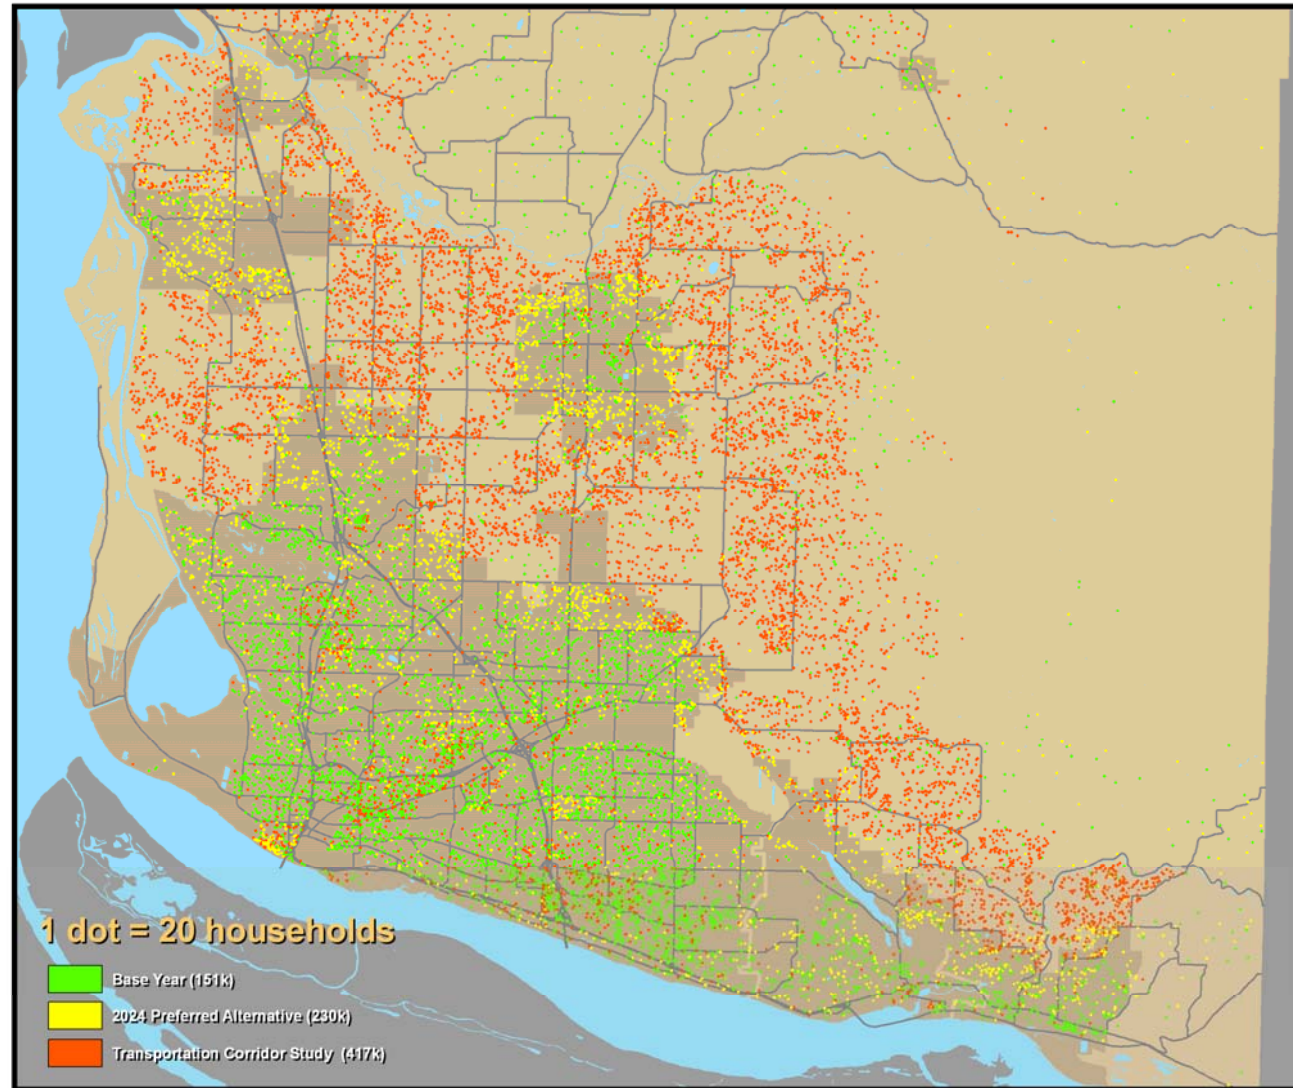 1 dot = 20 households
Base Year (151k)
2024 Preferred Alternative (230k)
Transportation Corridor Study (417k)